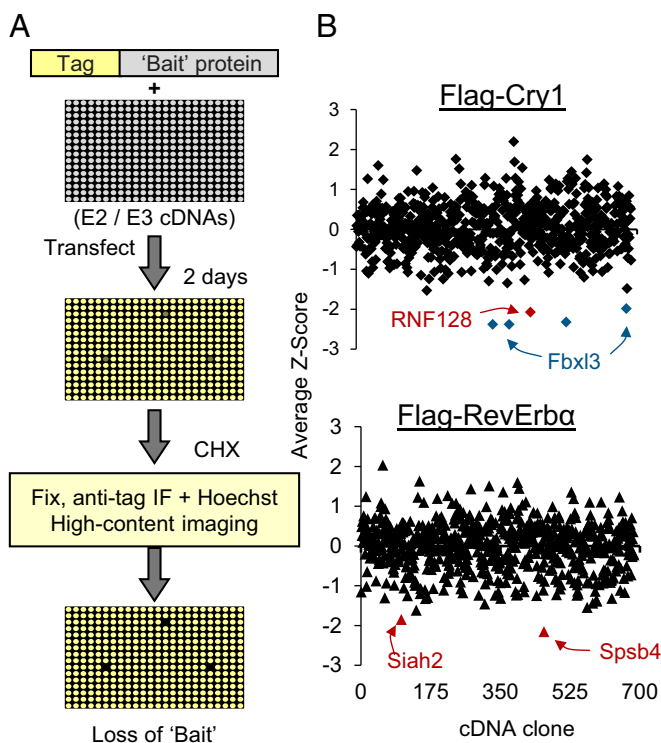 A
Tag 'Bait' protein
+
(E2 / E3 cDNAs)
Transfect
2 days
CHX
Fix, anti-tag IF + Hoechst
High-content imaging
Loss of 'Bait'
B
Flag-Cry1
3
2
1
0
-1
-2
-3
RNF128
Fbxl3
Average Z-Score
Flag-RevErbα
3
2
1
0
-1
-2
-3
Siah2
Spsb4
0 175 350 525 700
cDNA clone